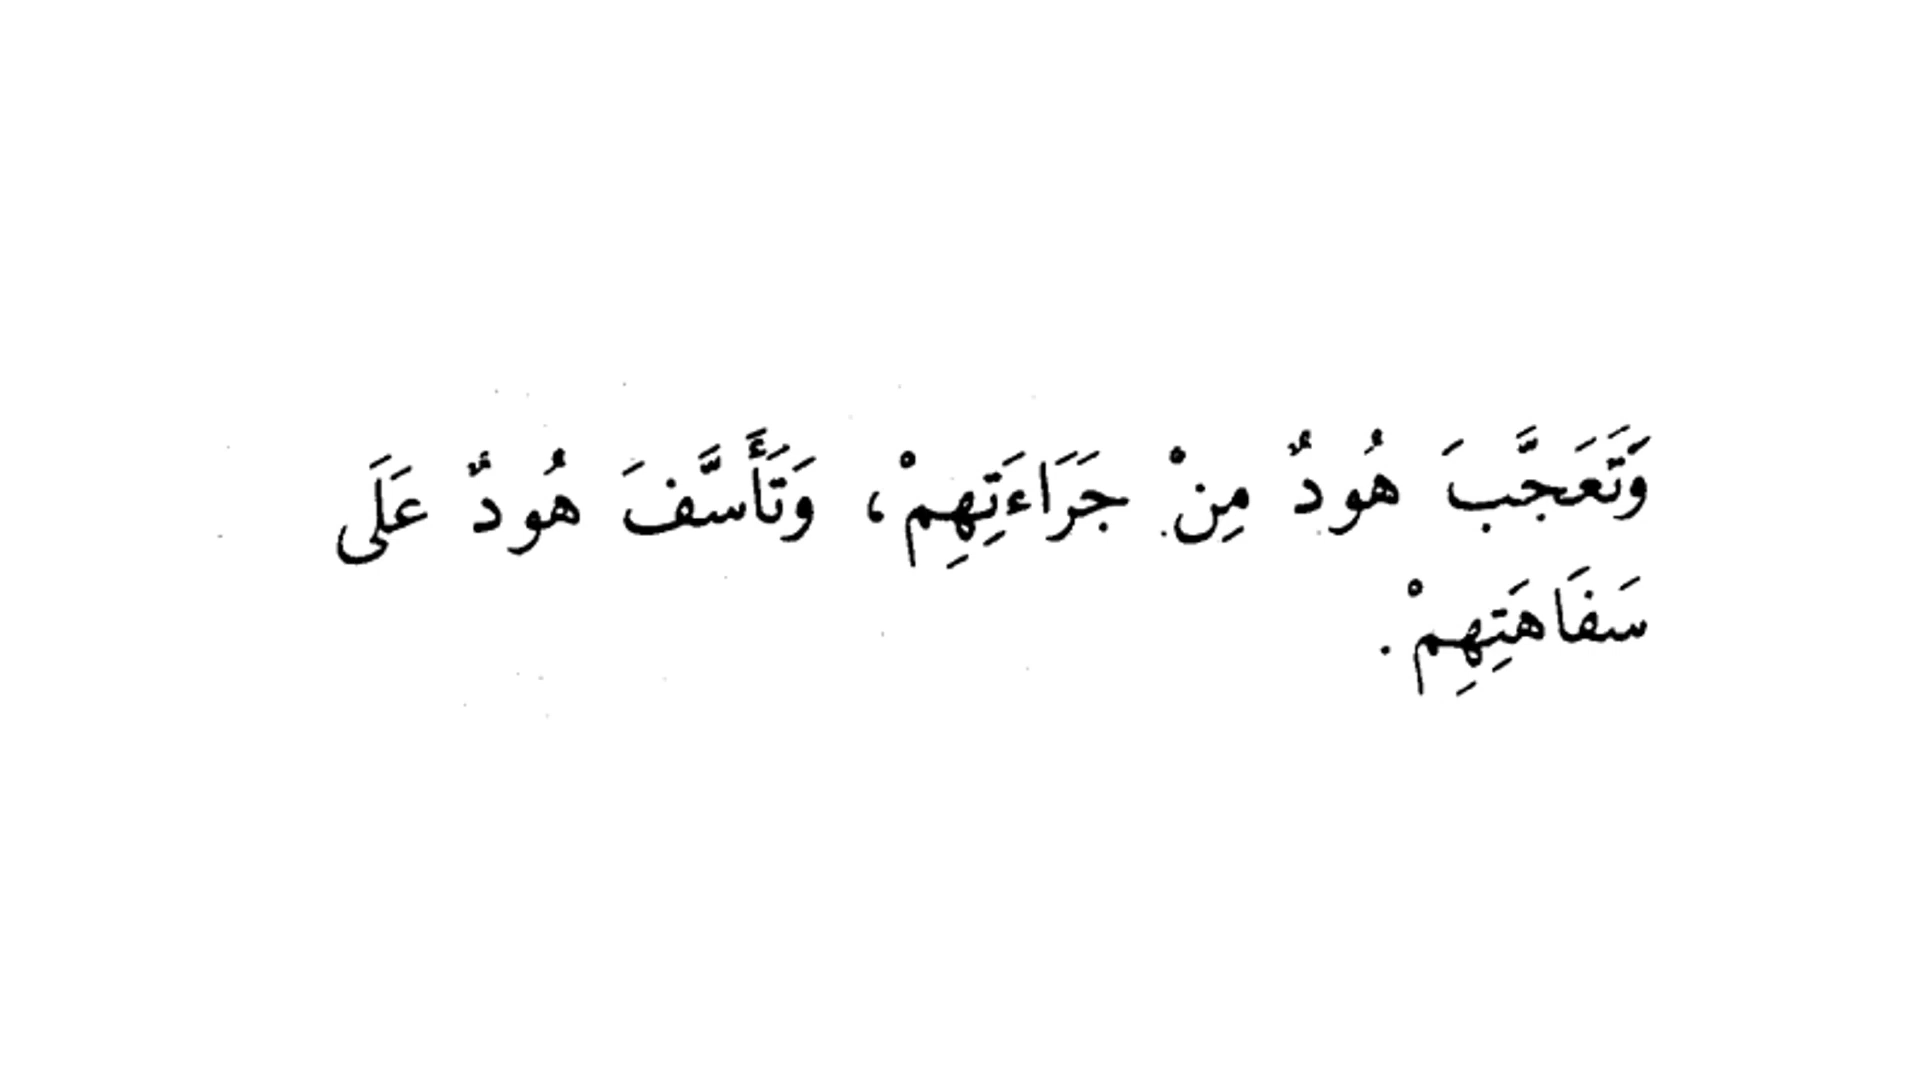 وَتَعَجَّبَ هُودٌ مِنْ جَرَاءَتِهِمْ، وَتَأَسَّفَ هُودٌ عَلَى
سَفَاهَتِهِمْ.